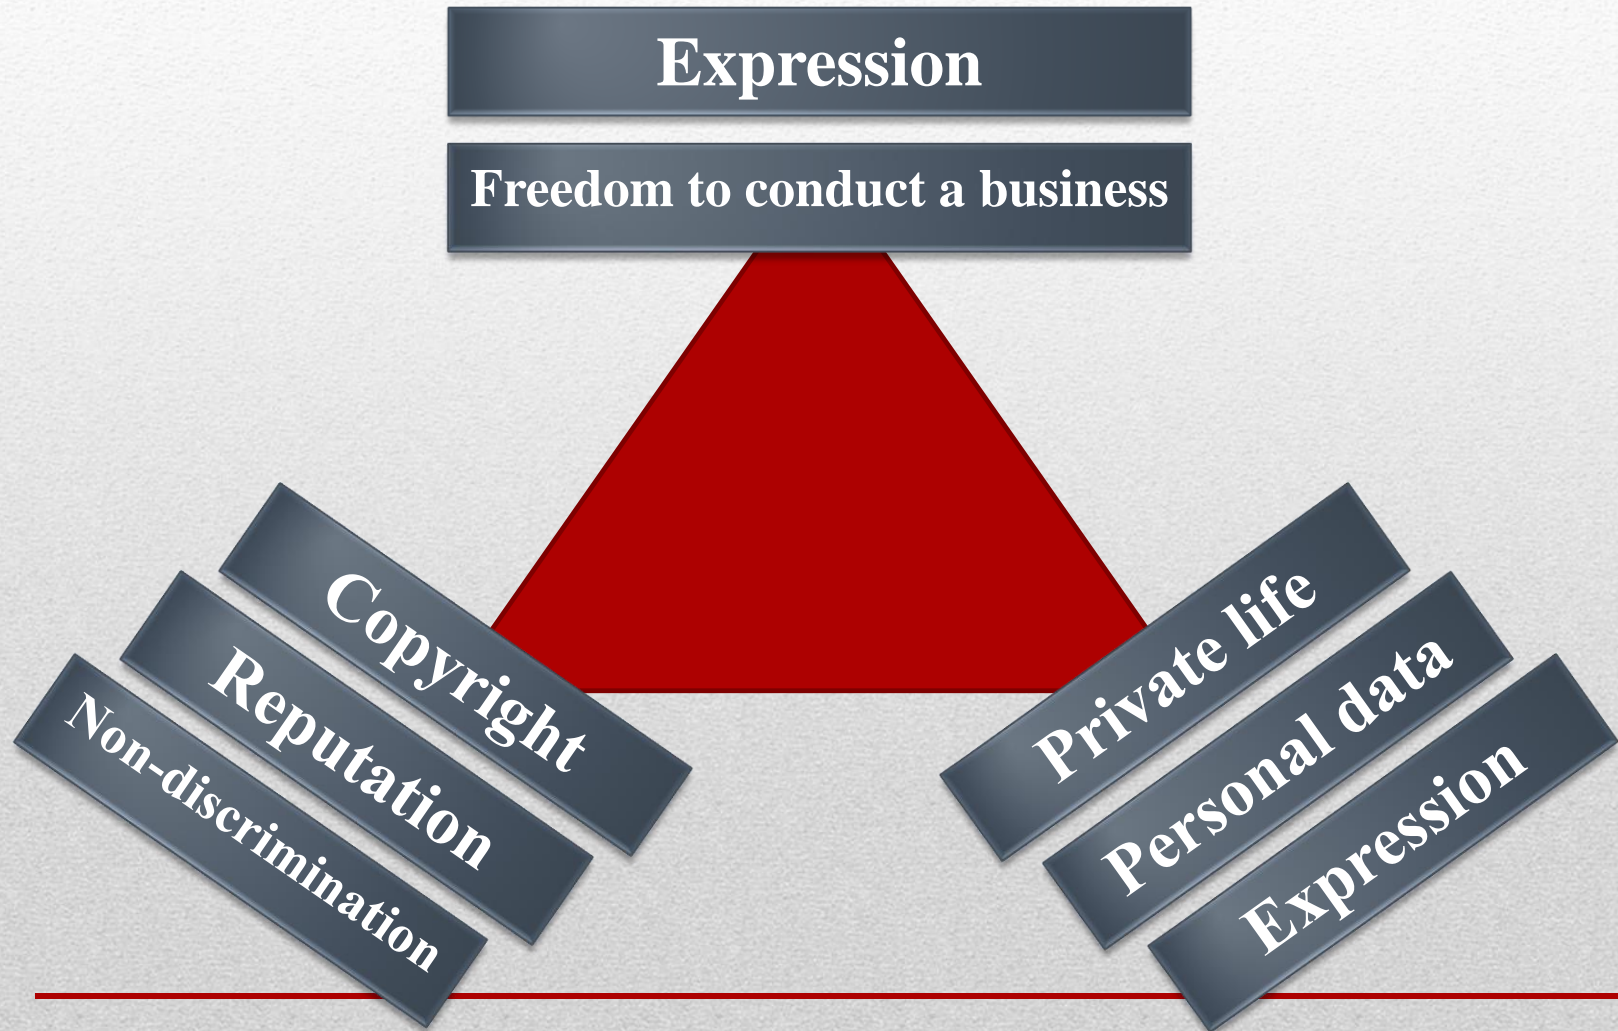 Expression
Freedom to conduct a business
Copyright
Reputation
Non-discrimination
Private life
Personal data
Expression